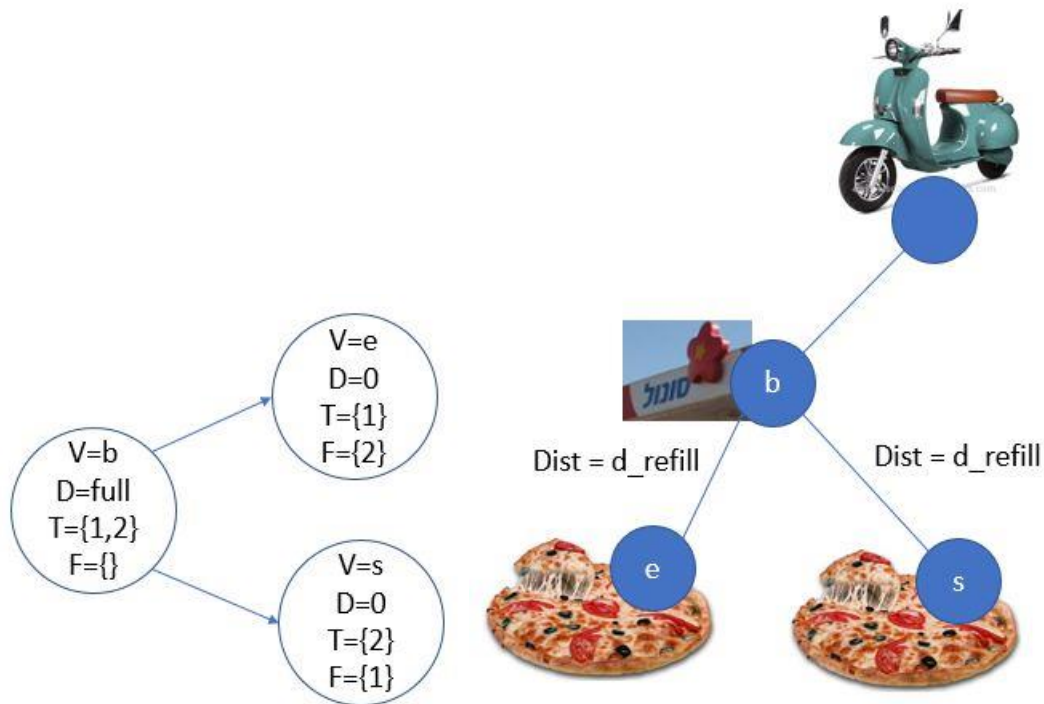 V=e
D=0
T={1}
F={2}
V=b
D=full
T={1,2}
F={}
V=s
D=0
T={2}
F={1}
סונול
b
Dist = d_refill
Dist = d_refill
e
s